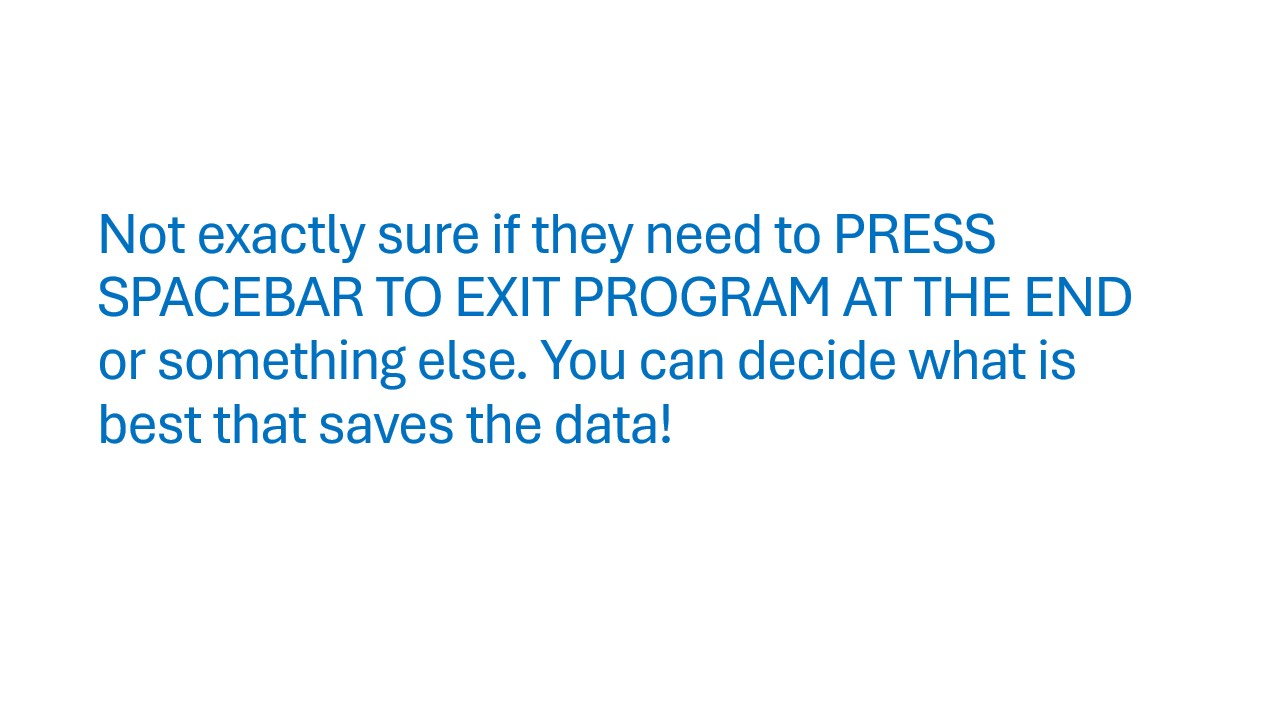 Not exactly sure if they need to PRESS
SPACEBAR TO EXIT PROGRAM AT THE END
or something else. You can decide what is
best that saves the data!